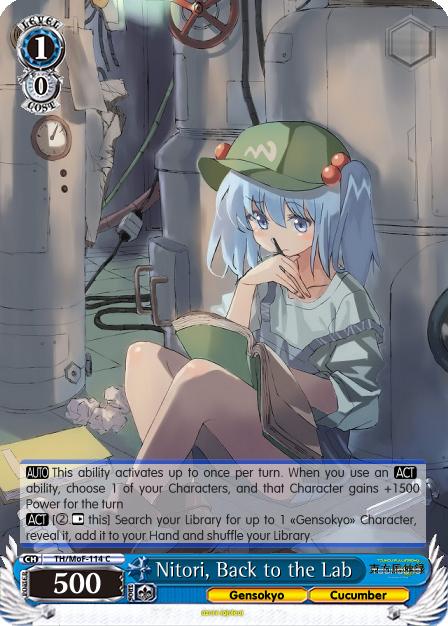 LEVEL
1
0
COST
AUTO This ability activates up to once per turn. When you use an ACT
ability, choose 1 of your Characters, and that Character gains +1500
Power for the turn
ACT [② this] Search your Library for up to 1 «Gensokyo» Character,
reveal it, add it to your Hand and shuffle your Library.
CH TH/MoF-114 C
POWER 500 SOUL Nitori, Back to the Lab
Gensokyo Cucumber